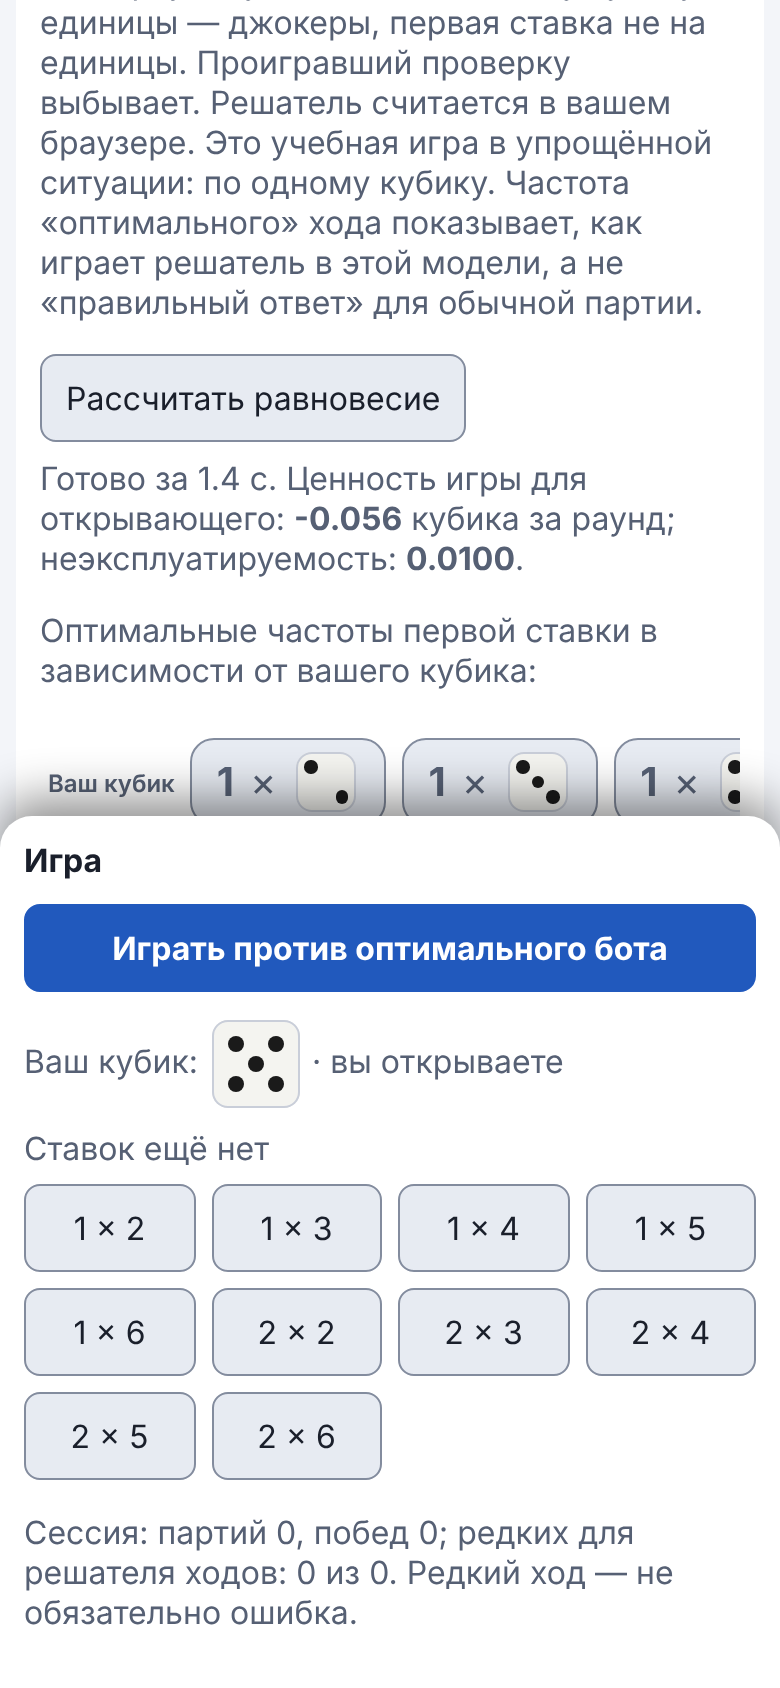 единицы — джокеры, первая ставка не на
единицы. Проигравший проверку
выбывает. Решатель считается в вашем
браузере. Это учебная игра в упрощённой
ситуации: по одному кубику. Частота
«оптимального» хода показывает, как
играет решатель в этой модели, а не
«правильный ответ» для обычной партии.
Рассчитать равновесие
Готово за 1.4 с. Ценность игры для
открывающего: -0.056 кубика за раунд;
неэксплуатируемость: 0.0100.
Оптимальные частоты первой ставки в
зависимости от вашего кубика:
Ваш кубик 1 × 1 × 1 ×
Игра
Играть против оптимального бота
Ваш кубик: · вы открываете
Ставок ещё нет
1 × 2 1 × 3 1 × 4 1 × 5
1 × 6 2 × 2 2 × 3 2 × 4
2 × 5 2 × 6
Сессия: партий 0, побед 0; редких для
решателя ходов: 0 из 0. Редкий ход — не
обязательно ошибка.